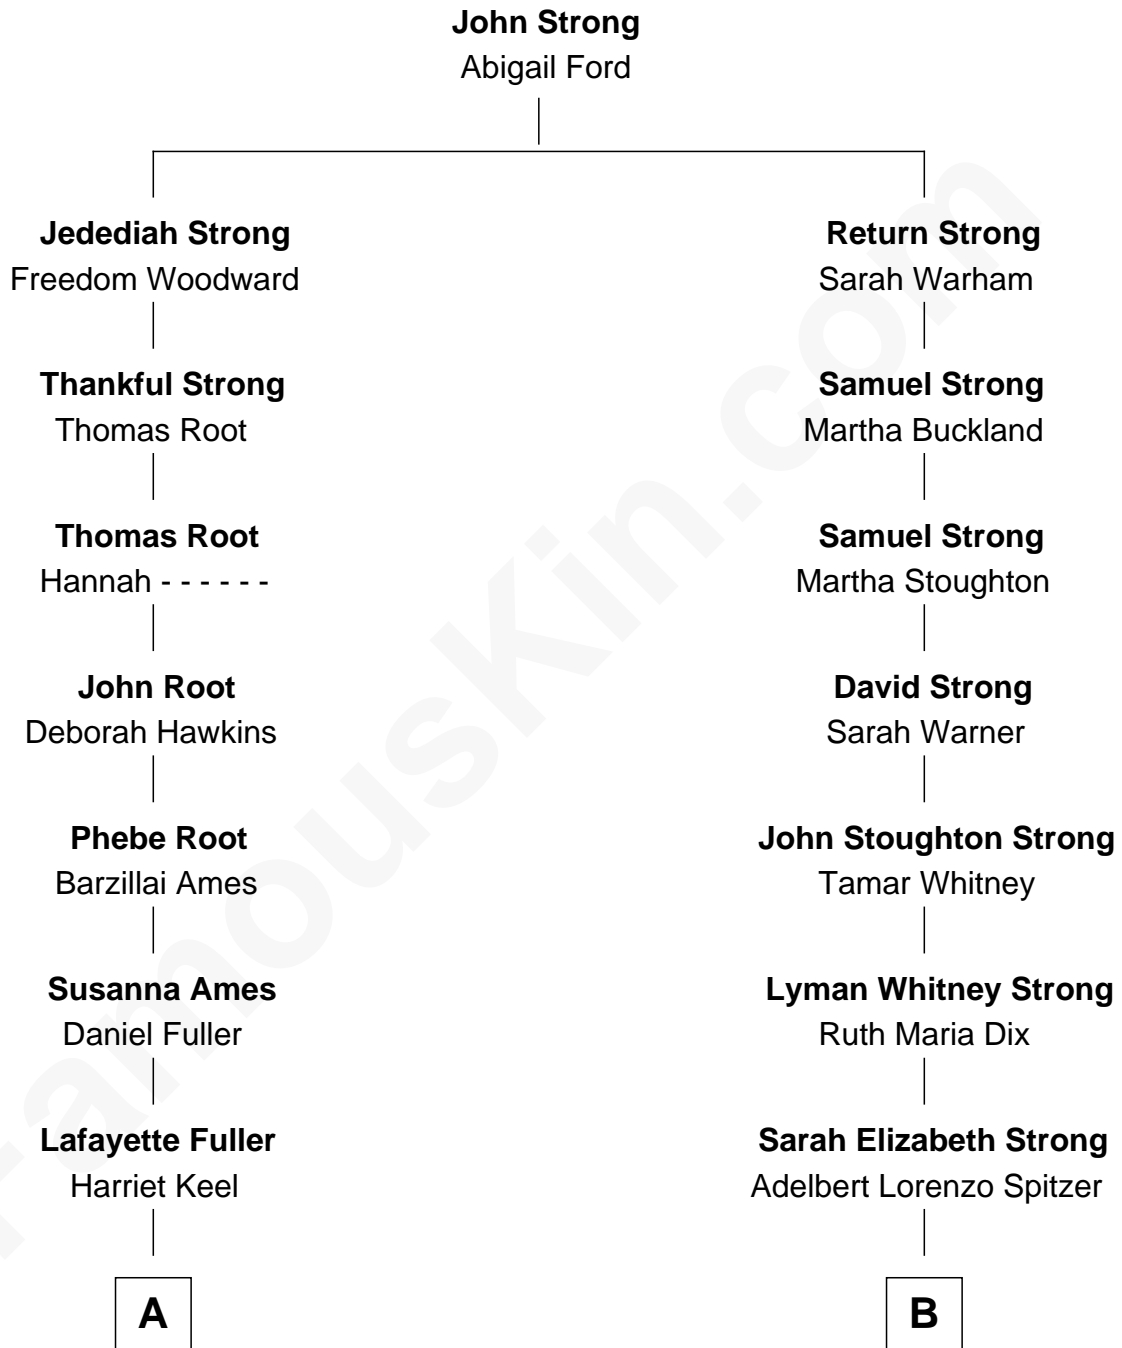 John Strong
Abigail Ford
Jedediah Strong
Freedom Woodward
Return Strong
Sarah Warham
Thankful Strong
Thomas Root
Samuel Strong
Martha Buckland
Thomas Root
Hannah - - - - - -
Samuel Strong
Martha Stoughton
John Root
Deborah Hawkins
David Strong
Sarah Warner
Phebe Root
Barzillai Ames
John Stoughton Strong
Tamar Whitney
Susanna Ames
Daniel Fuller
Lyman Whitney Strong
Ruth Maria Dix
Lafayette Fuller
Harriet Keel
Sarah Elizabeth Strong
Adelbert Lorenzo Spitzer
A
B
FamousKin.com